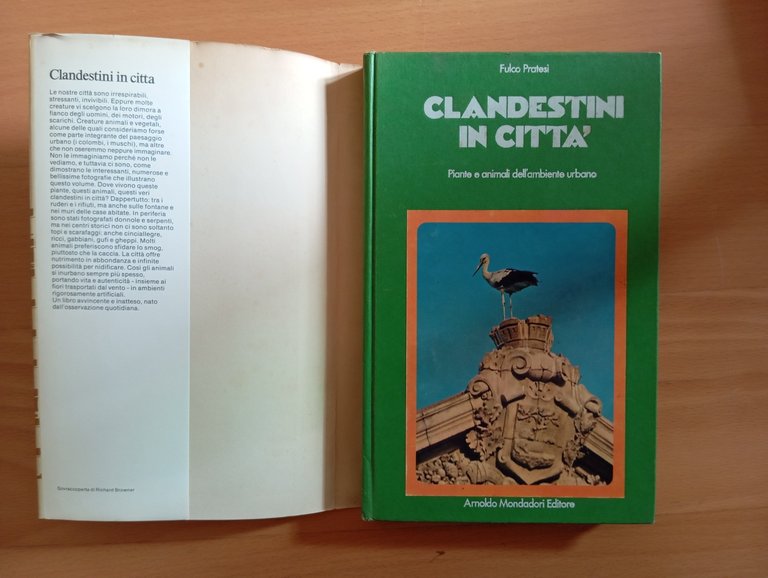 Clandestini in citta
Le nostre città sono irrespirabili,
stressanti, invivibili. Eppure molte
creature vi scelgono la loro dimora a
fianco degli uomini, dei motori, degli
scarichi. Creature animali e vegetali,
alcune delle quali consideriamo forse
come parte integrante del paesaggio
urbano (i colombi, i muschi), ma altre
che non oseremmo neppure immaginare.
Non le immaginiamo perché non le
vediamo, e tuttavia ci sono, come
dimostrano le interessanti, numerose e
bellissime fotografie che illustrano
questo volume. Dove vivono queste
piante, questi animali, questi veri
clandestini in città? Dappertutto: tra i
ruderi e i rifiuti, ma anche sulle fontane e
nei muri delle case abitate. In periferia
sono stati fotografati donnole e serpenti,
ma nei centri storici non ci sono soltanto
topi e scarafaggi: anche cinciallegre,
ricci, gabbiani, gufi e gheppi. Molti
animali preferiscono sfidare lo smog,
piuttosto che la caccia. La città offre
nutrimento in abbondanza e infinite
possibilità per nidificare. Così gli animali
si inurbano sempre più spesso,
portando vita e autenticità - insieme ai
fiori trasportati dal vento - in ambienti
rigorosamente artificiali.
Un libro avvincente e inatteso, nato
dall'osservazione quotidiana.
Sovraccoperta di Richard Brawner
Fulco Pratesi
CLANDESTINI
IN CITTA'
Piante e animali dell'ambiente urbano
Arnoldo Mondadori Editore